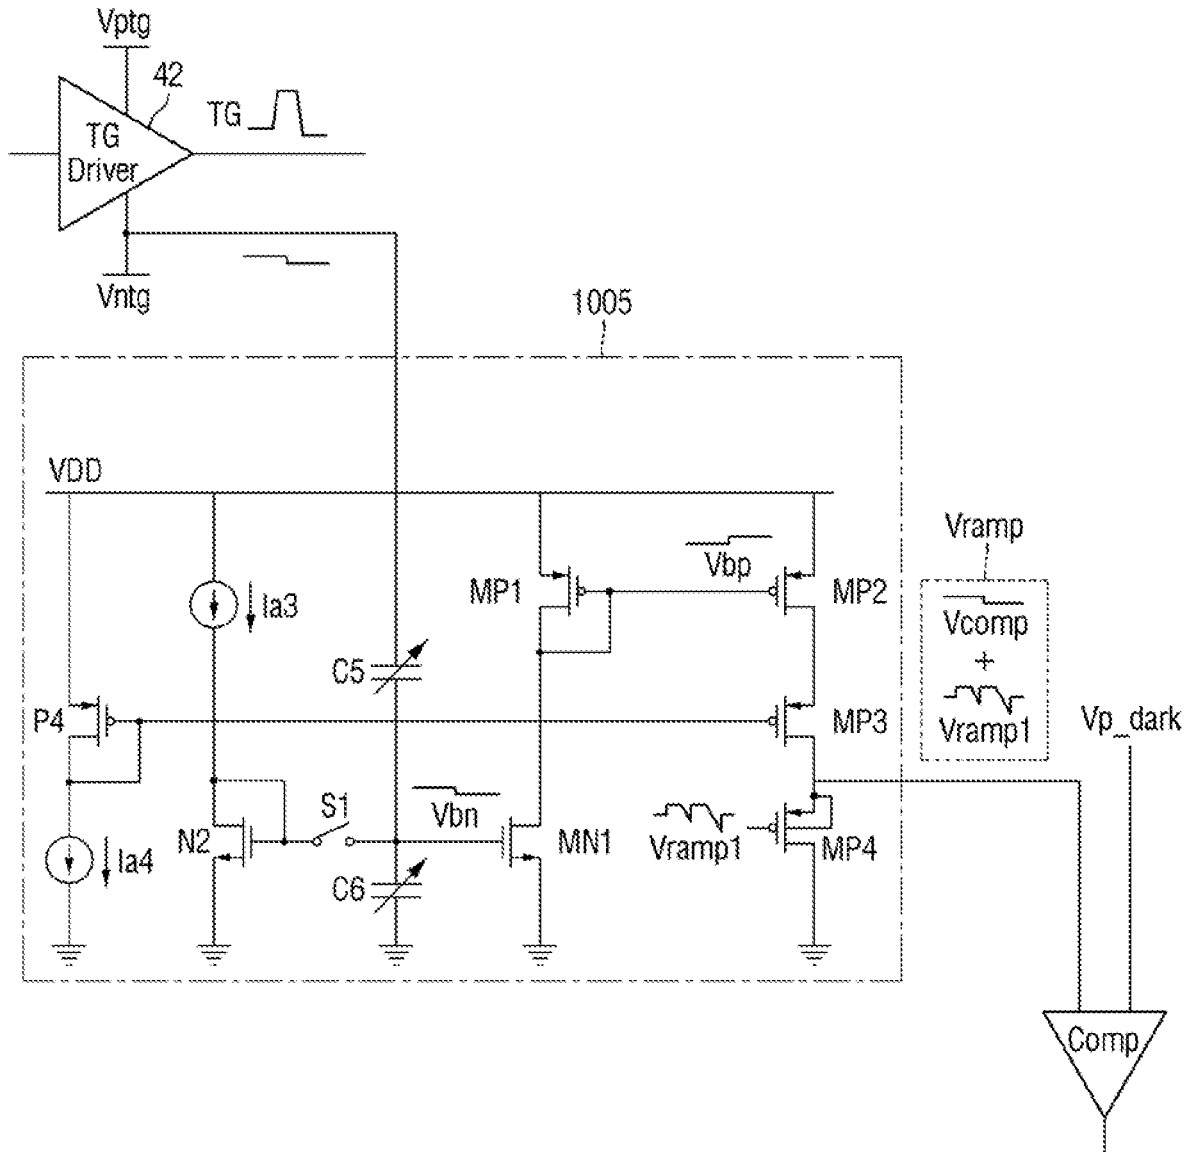 Vptg
42
TG
TG
Driver
Vntg
1005
VDD
Vramp
Vbp
MP1
MP2
Ia3
Vcomp
+
Vramp1
C5
P4
MP3
Vp_dark
Vbn
S1
N2
MN1
Vramp1
MP4
Ia4
C6
Comp